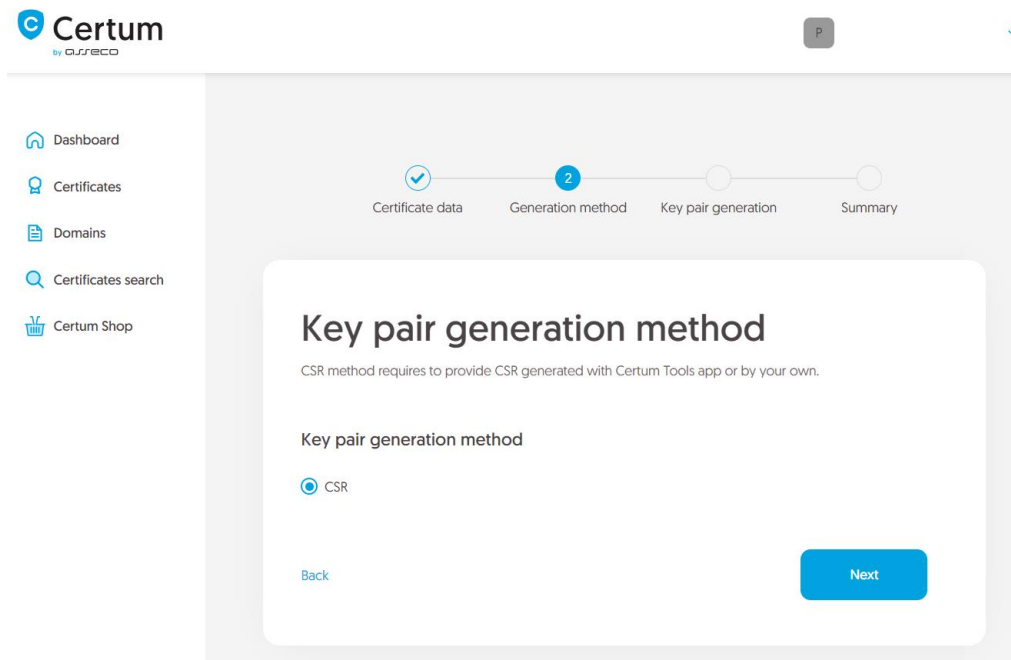 Certum
by asseco
P
Dashboard
Certificates
Domains
Certificates search
Certum Shop
2
Certificate data
Generation method
Key pair generation
Summary
Key pair generation method
CSR method requires to provide CSR generated with Certum Tools app or by your own.
Key pair generation method
CSR
Back
Next